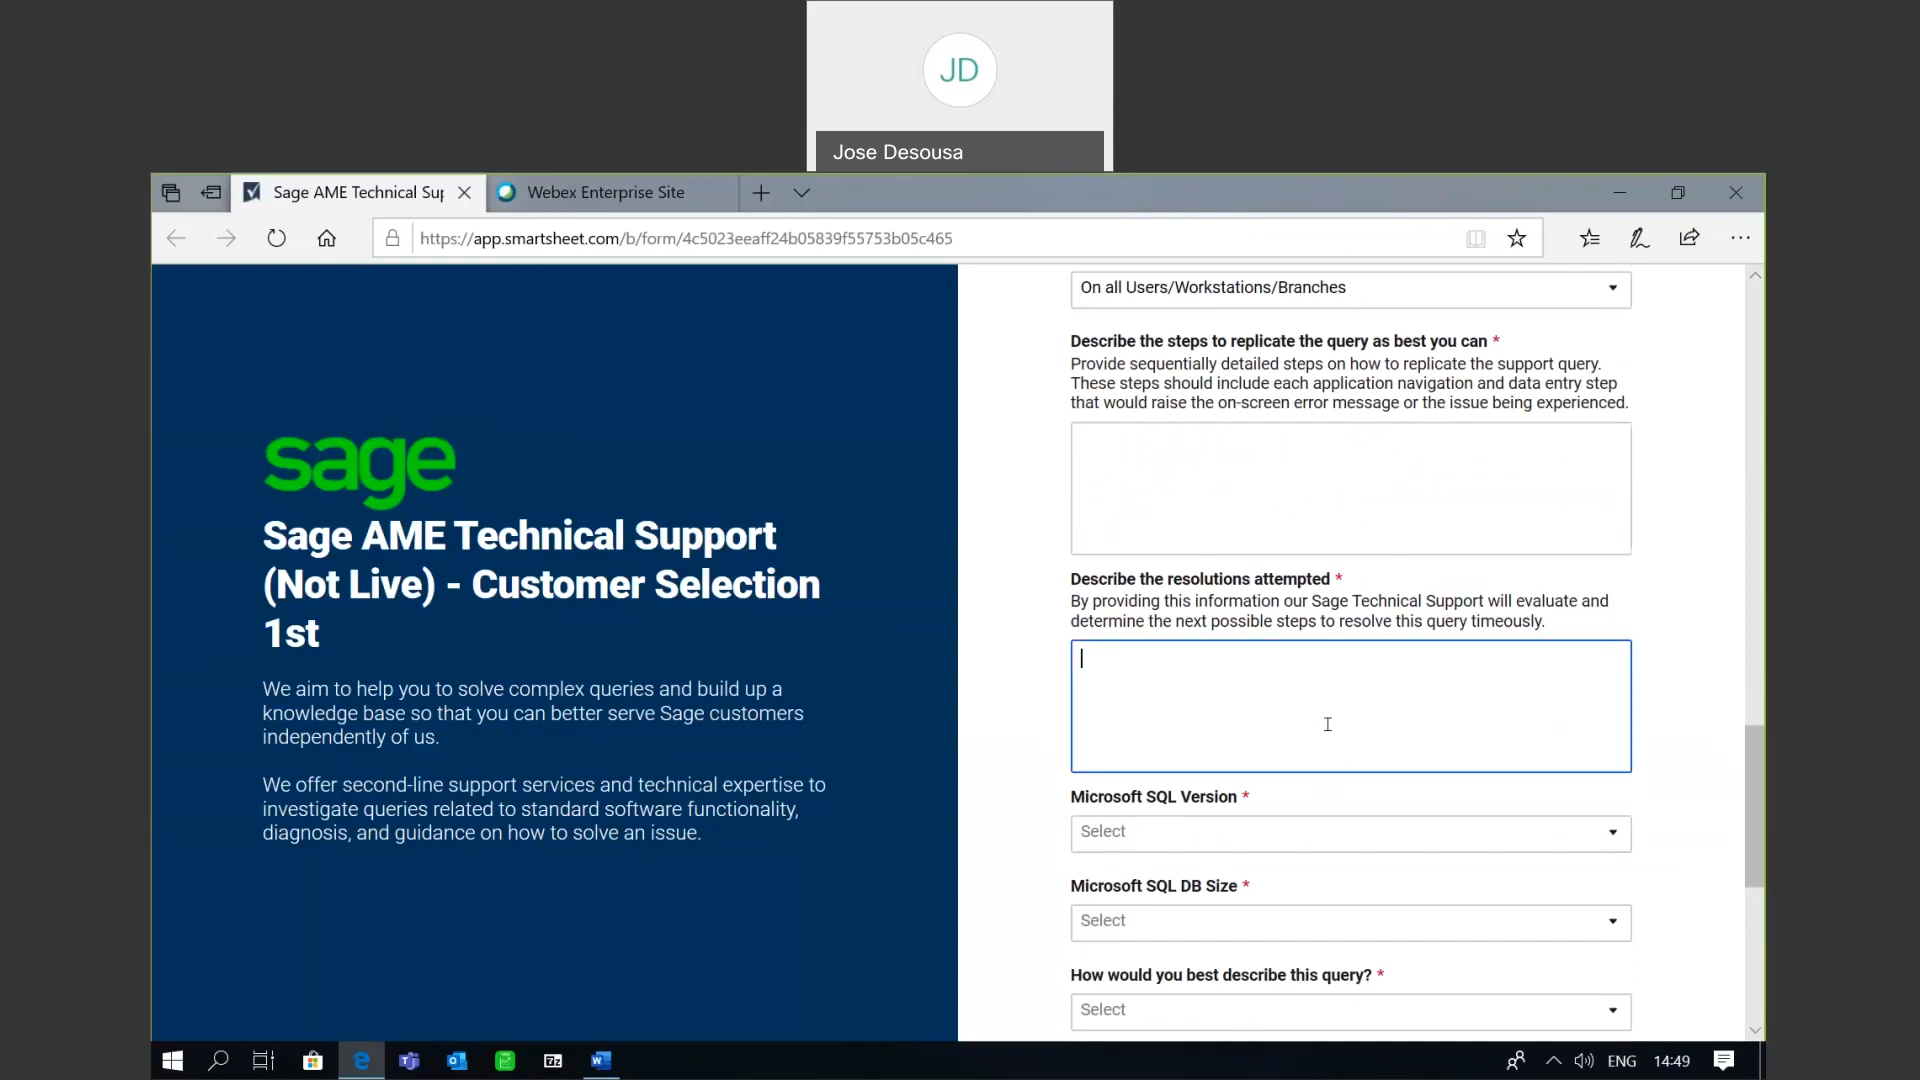 JD
Jose Desousa
Sage AME Technical Sup
Webex Enterprise Site
https://app.smartsheet.com/b/form/4c5023eeaff24b05839f55753b05c465
sage
Sage AME Technical Support
(Not Live) - Customer Selection
1st
We aim to help you to solve complex queries and build up a
knowledge base so that you can better serve Sage customers
independently of us.
We offer second-line support services and technical expertise to
investigate queries related to standard software functionality,
diagnosis, and guidance on how to solve an issue.
On all Users/Workstations/Branches
Describe the steps to replicate the query as best you can *
Provide sequentially detailed steps on how to replicate the support query.
These steps should include each application navigation and data entry step
that would raise the on-screen error message or the issue being experienced.
Describe the resolutions attempted *
By providing this information our Sage Technical Support will evaluate and
determine the next possible steps to resolve this query timeously.
Microsoft SQL Version *
Select
Microsoft SQL DB Size *
Select
How would you best describe this query? *
Select
ENG
14:49